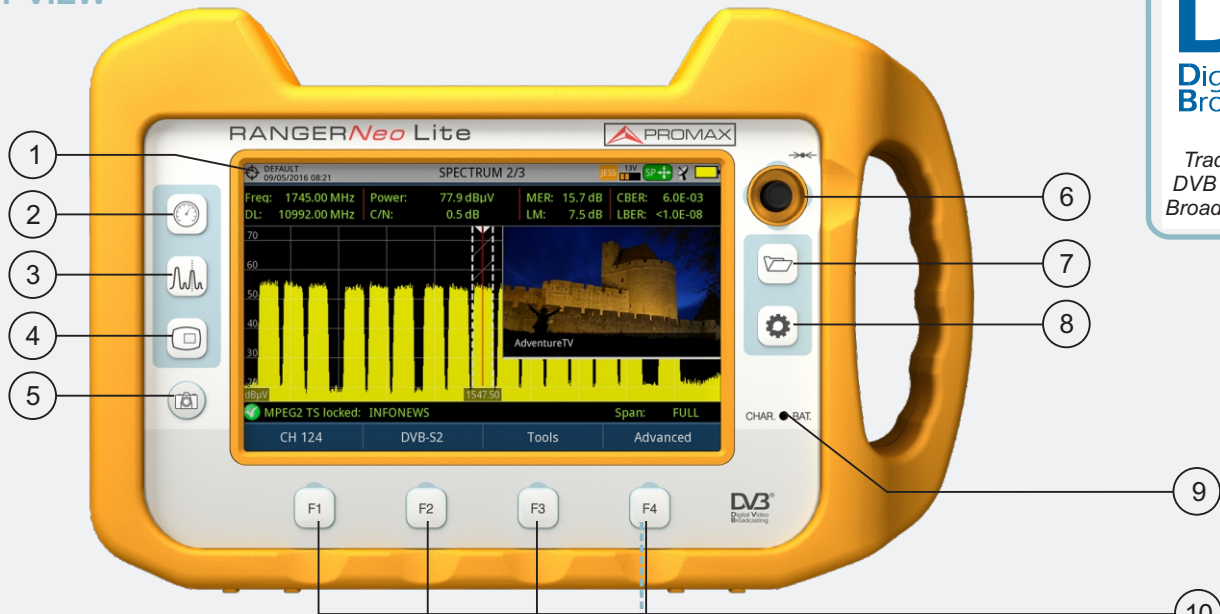 VIEW
Dig
Bro
Trad
DVB
Broad
1
2
3
4
5
6
7
8
9
10
RANGERNeo Lite
PROMAX
DEFAULT
09/05/2016 08:21
SPECTRUM 2/3
JESS
13V
SP
Freq: 1745.00 MHz Power: 77.9 dBµV MER: 15.7 dB CBER: 6.0E-03
DL: 10992.00 MHz C/N: 0.5 dB LM: 7.5 dB LBER: <1.0E-08
70
60
50
40
30
20
dBµV
1547.50
AdventureTV
MPEG2 TS locked: INFONEWS Span: FULL
CH 124 DVB-S2 Tools Advanced
CHAR. BAT.
F1 F2 F3 F4
DVB®
Digital Video
Broadcasting